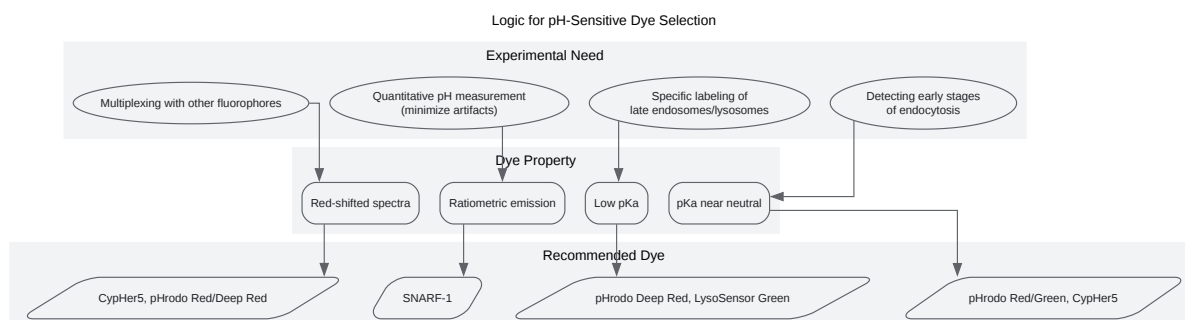 Logic for pH-Sensitive Dye Selection
Experimental Need
Multiplexing with other fluorophores
Quantitative pH measurement
(minimize artifacts)
Specific labeling of
late endosomes/lysosomes
Detecting early stages
of endocytosis
Dye Property
Red-shifted spectra
Ratiometric emission
Low pKa
pKa near neutral
Recommended Dye
CypHer5, pHrodo Red/Deep Red
SNARF-1
pHrodo Deep Red, LysoSensor Green
pHrodo Red/Green, CypHer5